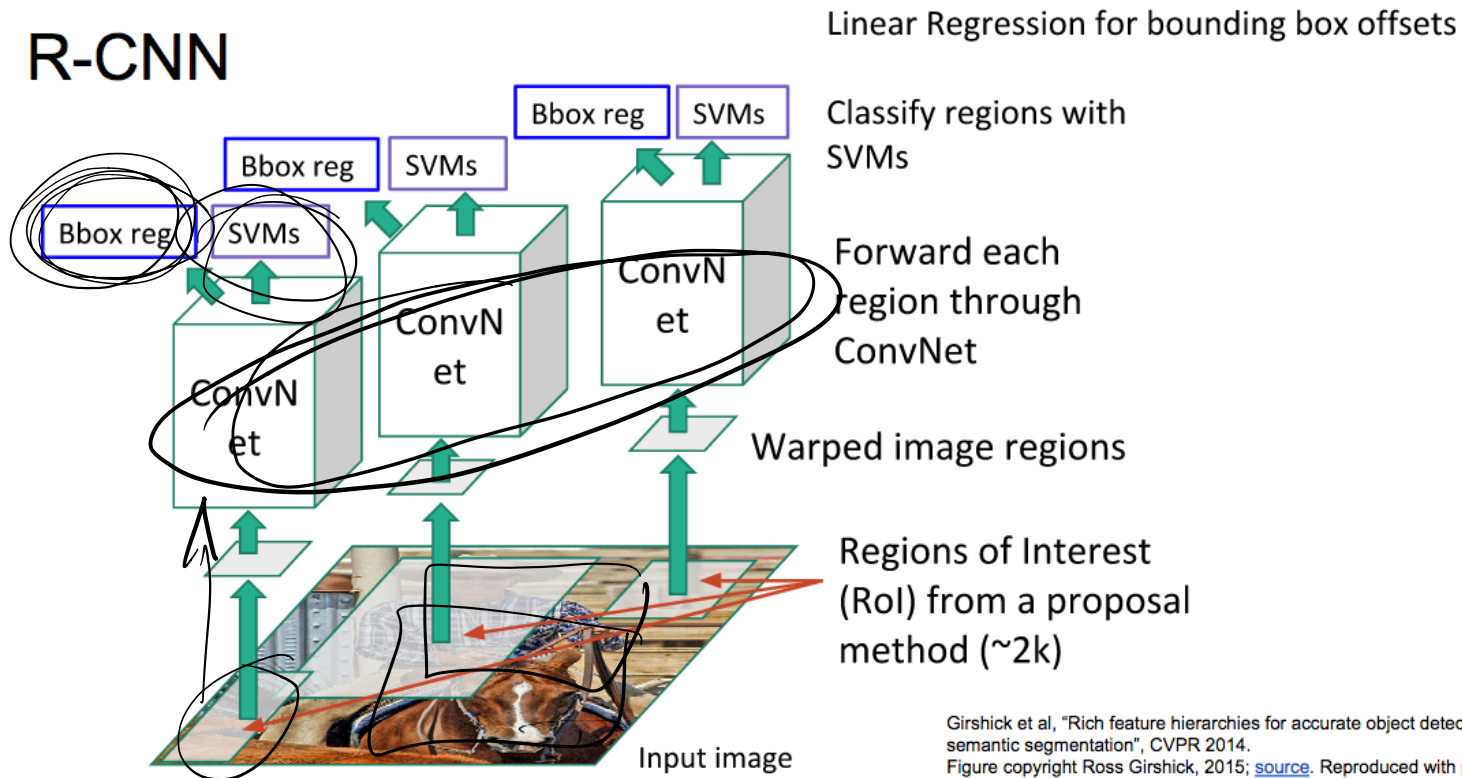 R-CNN
Linear Regression for bounding box offsets
Bbox reg
SVMs
Classify regions with
SVMs
Bbox reg
SVMs
Bbox reg
SVMs
ConvN
et
ConvN
et
ConvN
et
Forward each
region through
ConvNet
Warped image regions
Regions of Interest
(RoI) from a proposal
method (~2k)
Input image
Girshick et al, “Rich feature hierarchies for accurate object detec
semantic segmentation”, CVPR 2014.
Figure copyright Ross Girshick, 2015; source. Reproduced with